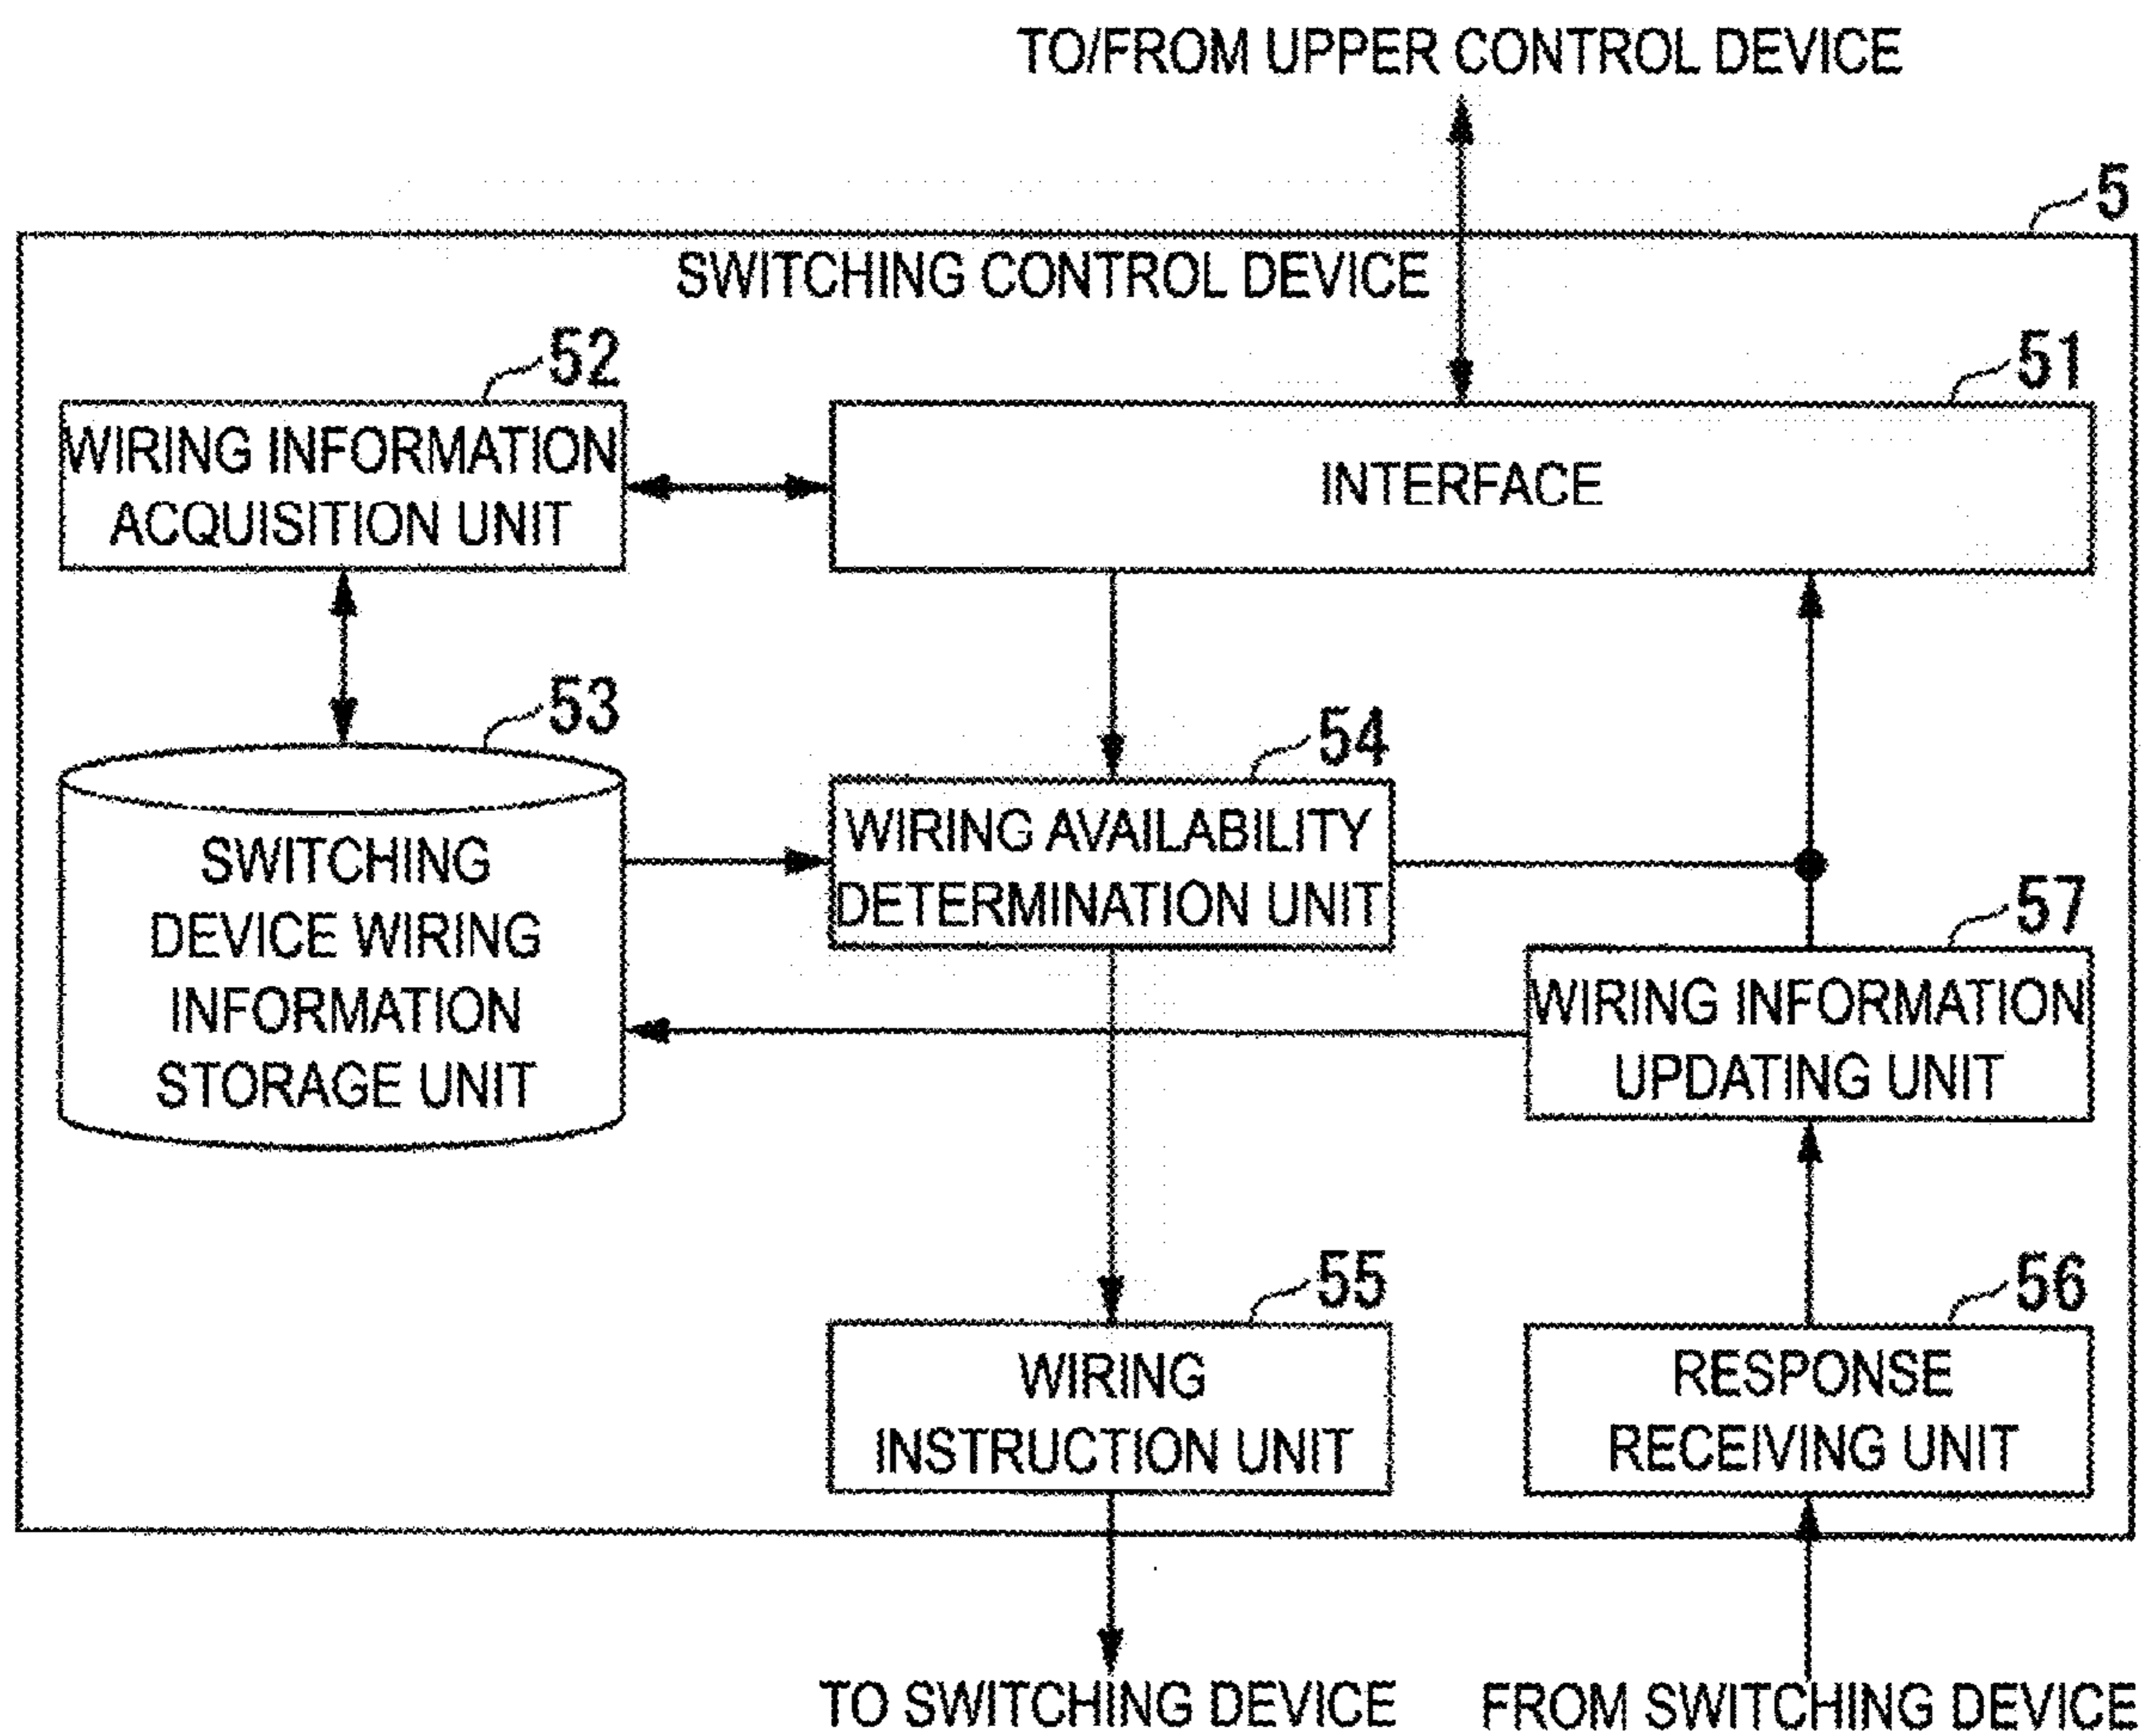 TO/FROM UPPER CONTROL DEVICE
5
SWITCHING CONTROL DEVICE
52
WIRING INFORMATION
ACQUISITION UNIT
51
INTERFACE
53
SWITCHING
DEVICE WIRING
INFORMATION
STORAGE UNIT
54
WIRING AVAILABILITY
DETERMINATION UNIT
57
WIRING INFORMATION
UPDATING UNIT
55
WIRING
INSTRUCTION UNIT
56
RESPONSE
RECEIVING UNIT
TO SWITCHING DEVICE
FROM SWITCHING DEVICE